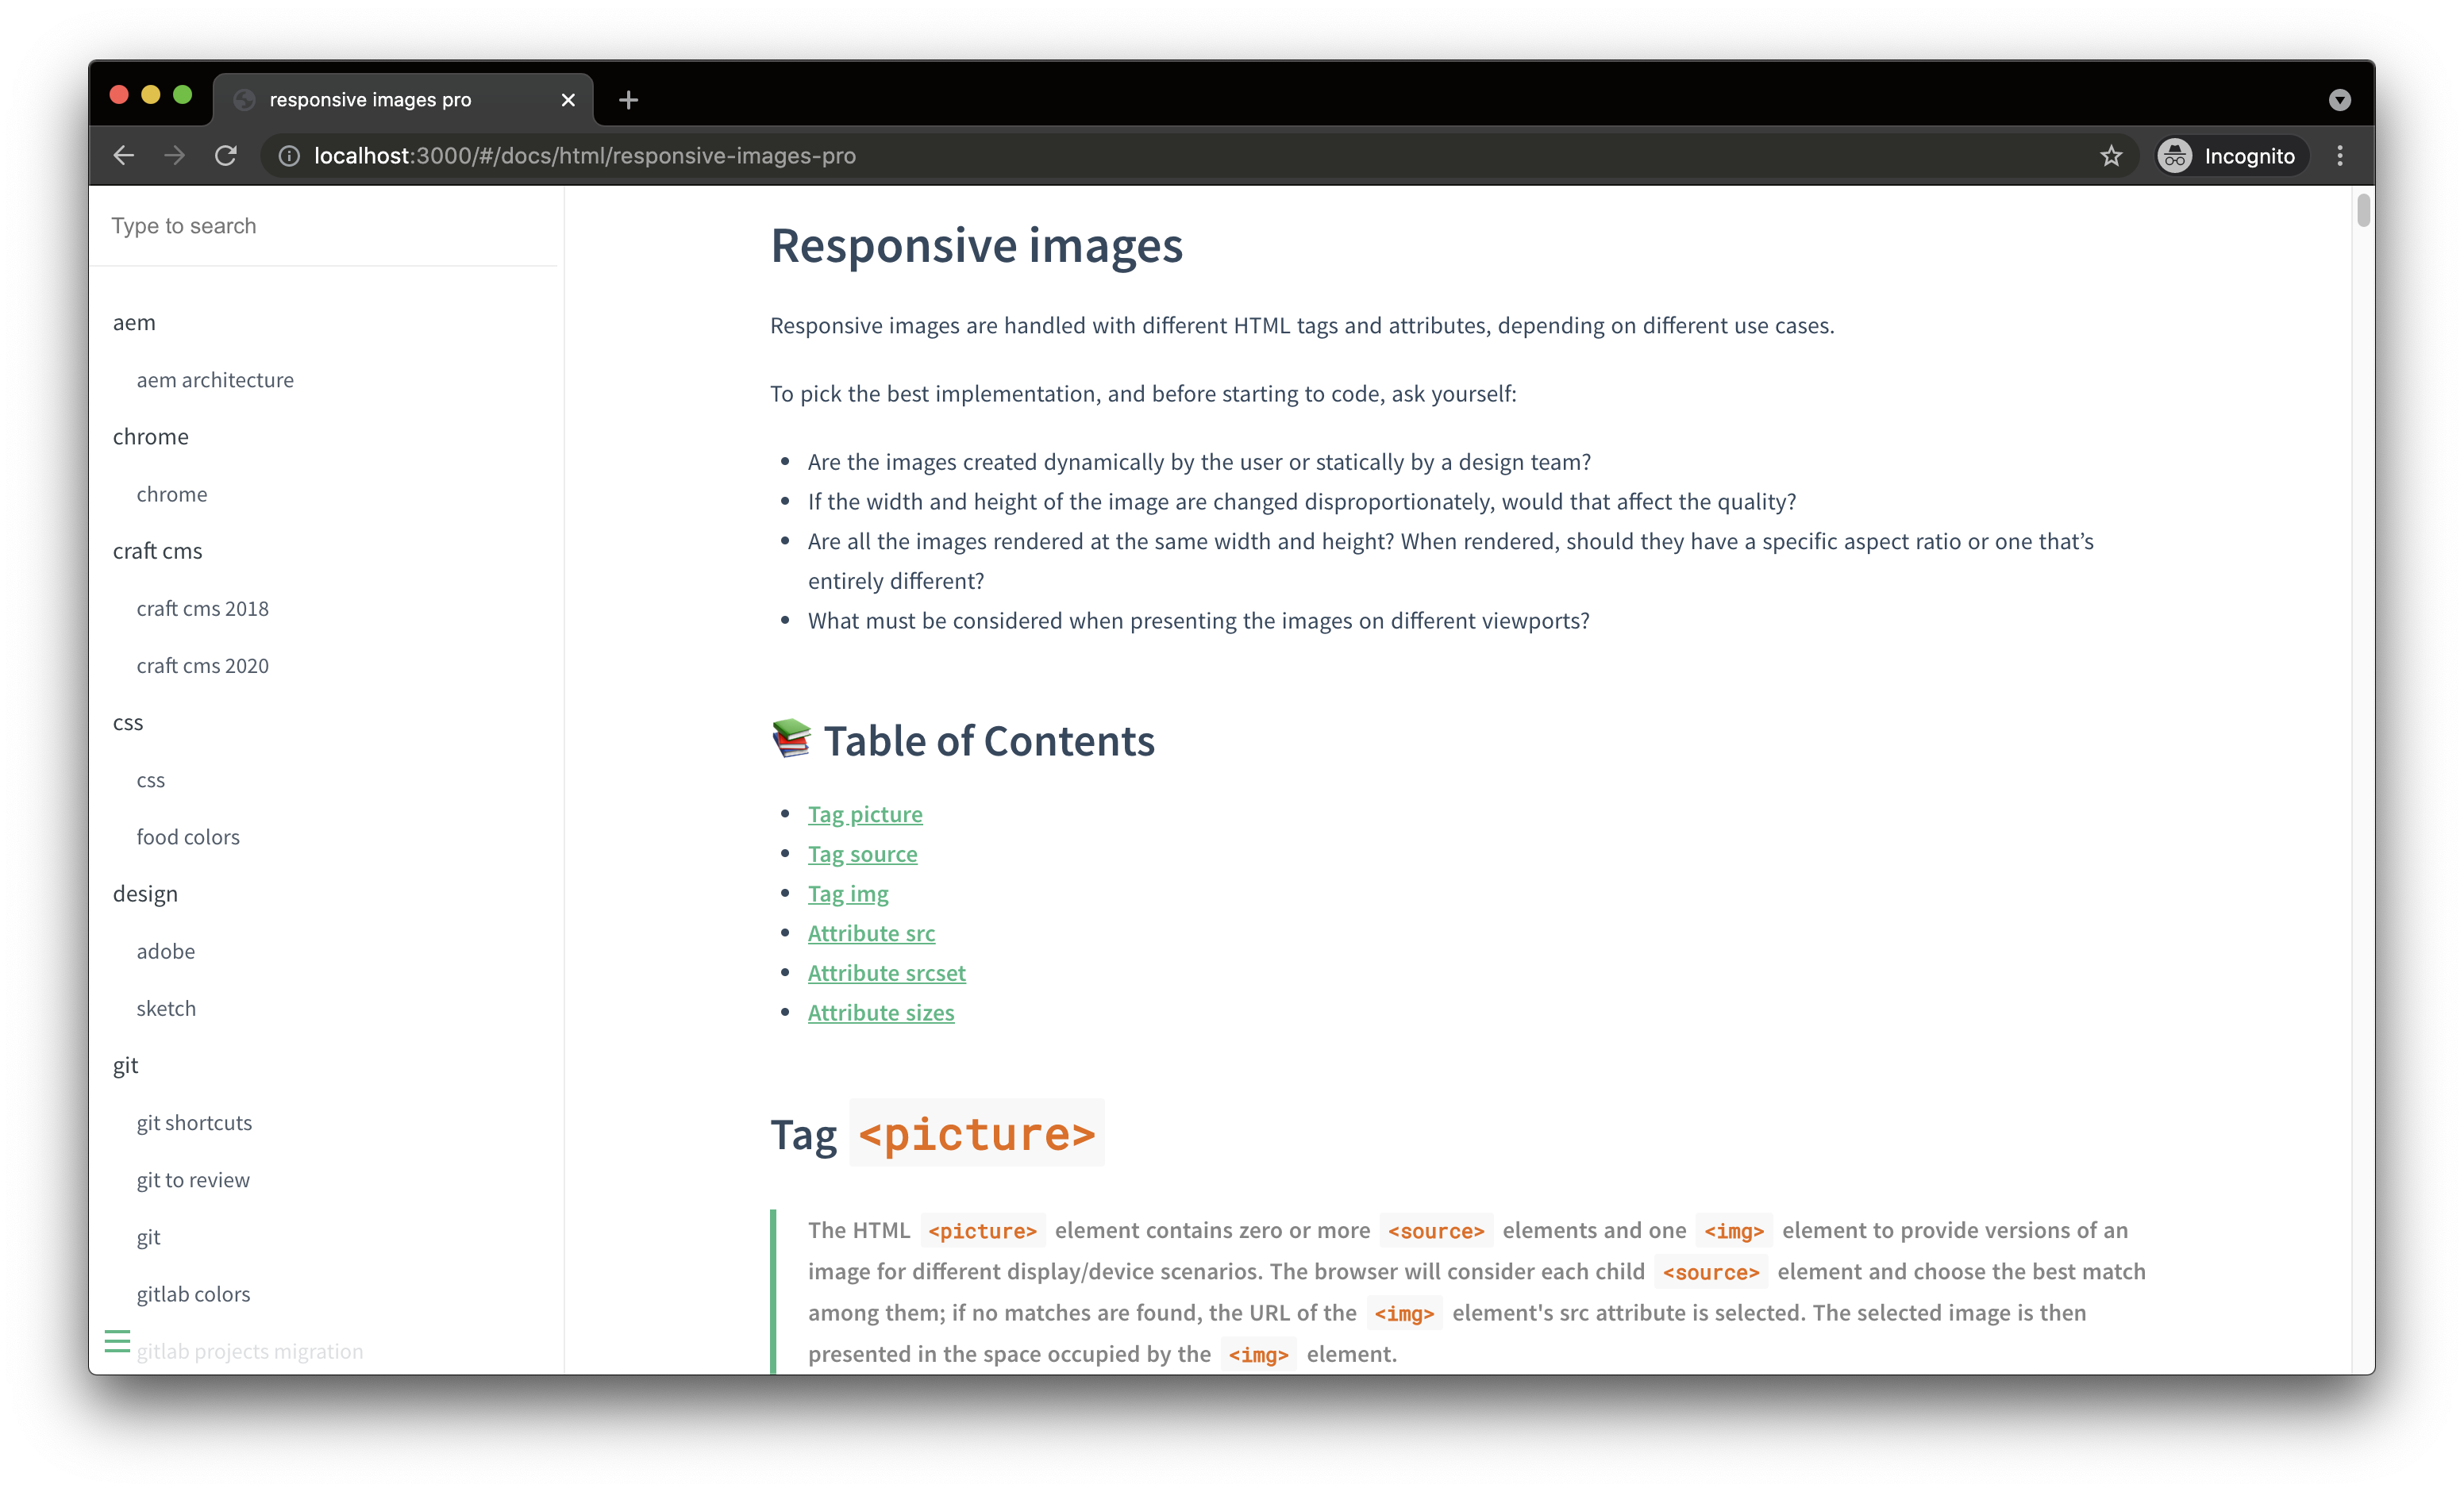 responsive images pro
localhost:3000/#/docs/html/responsive-images-pro
Incognito
Type to search
aem
aem architecture
chrome
chrome
craft cms
craft cms 2018
craft cms 2020
css
css
food colors
design
adobe
sketch
git
git shortcuts
git to review
git
gitlab colors
gitlab projects migration
Responsive images
Responsive images are handled with different HTML tags and attributes, depending on different use cases.
To pick the best implementation, and before starting to code, ask yourself:
• Are the images created dynamically by the user or statically by a design team?
• If the width and height of the image are changed disproportionately, would that affect the quality?
• Are all the images rendered at the same width and height? When rendered, should they have a specific aspect ratio or one that’s
entirely different?
• What must be considered when presenting the images on different viewports?
📚 Table of Contents
• Tag picture
• Tag source
• Tag img
• Attribute src
• Attribute srcset
• Attribute sizes
Tag <picture>
The HTML <picture> element contains zero or more <source> elements and one <img> element to provide versions of an
image for different display/device scenarios. The browser will consider each child <source> element and choose the best match
among them; if no matches are found, the URL of the <img> element's src attribute is selected. The selected image is then
presented in the space occupied by the <img> element.